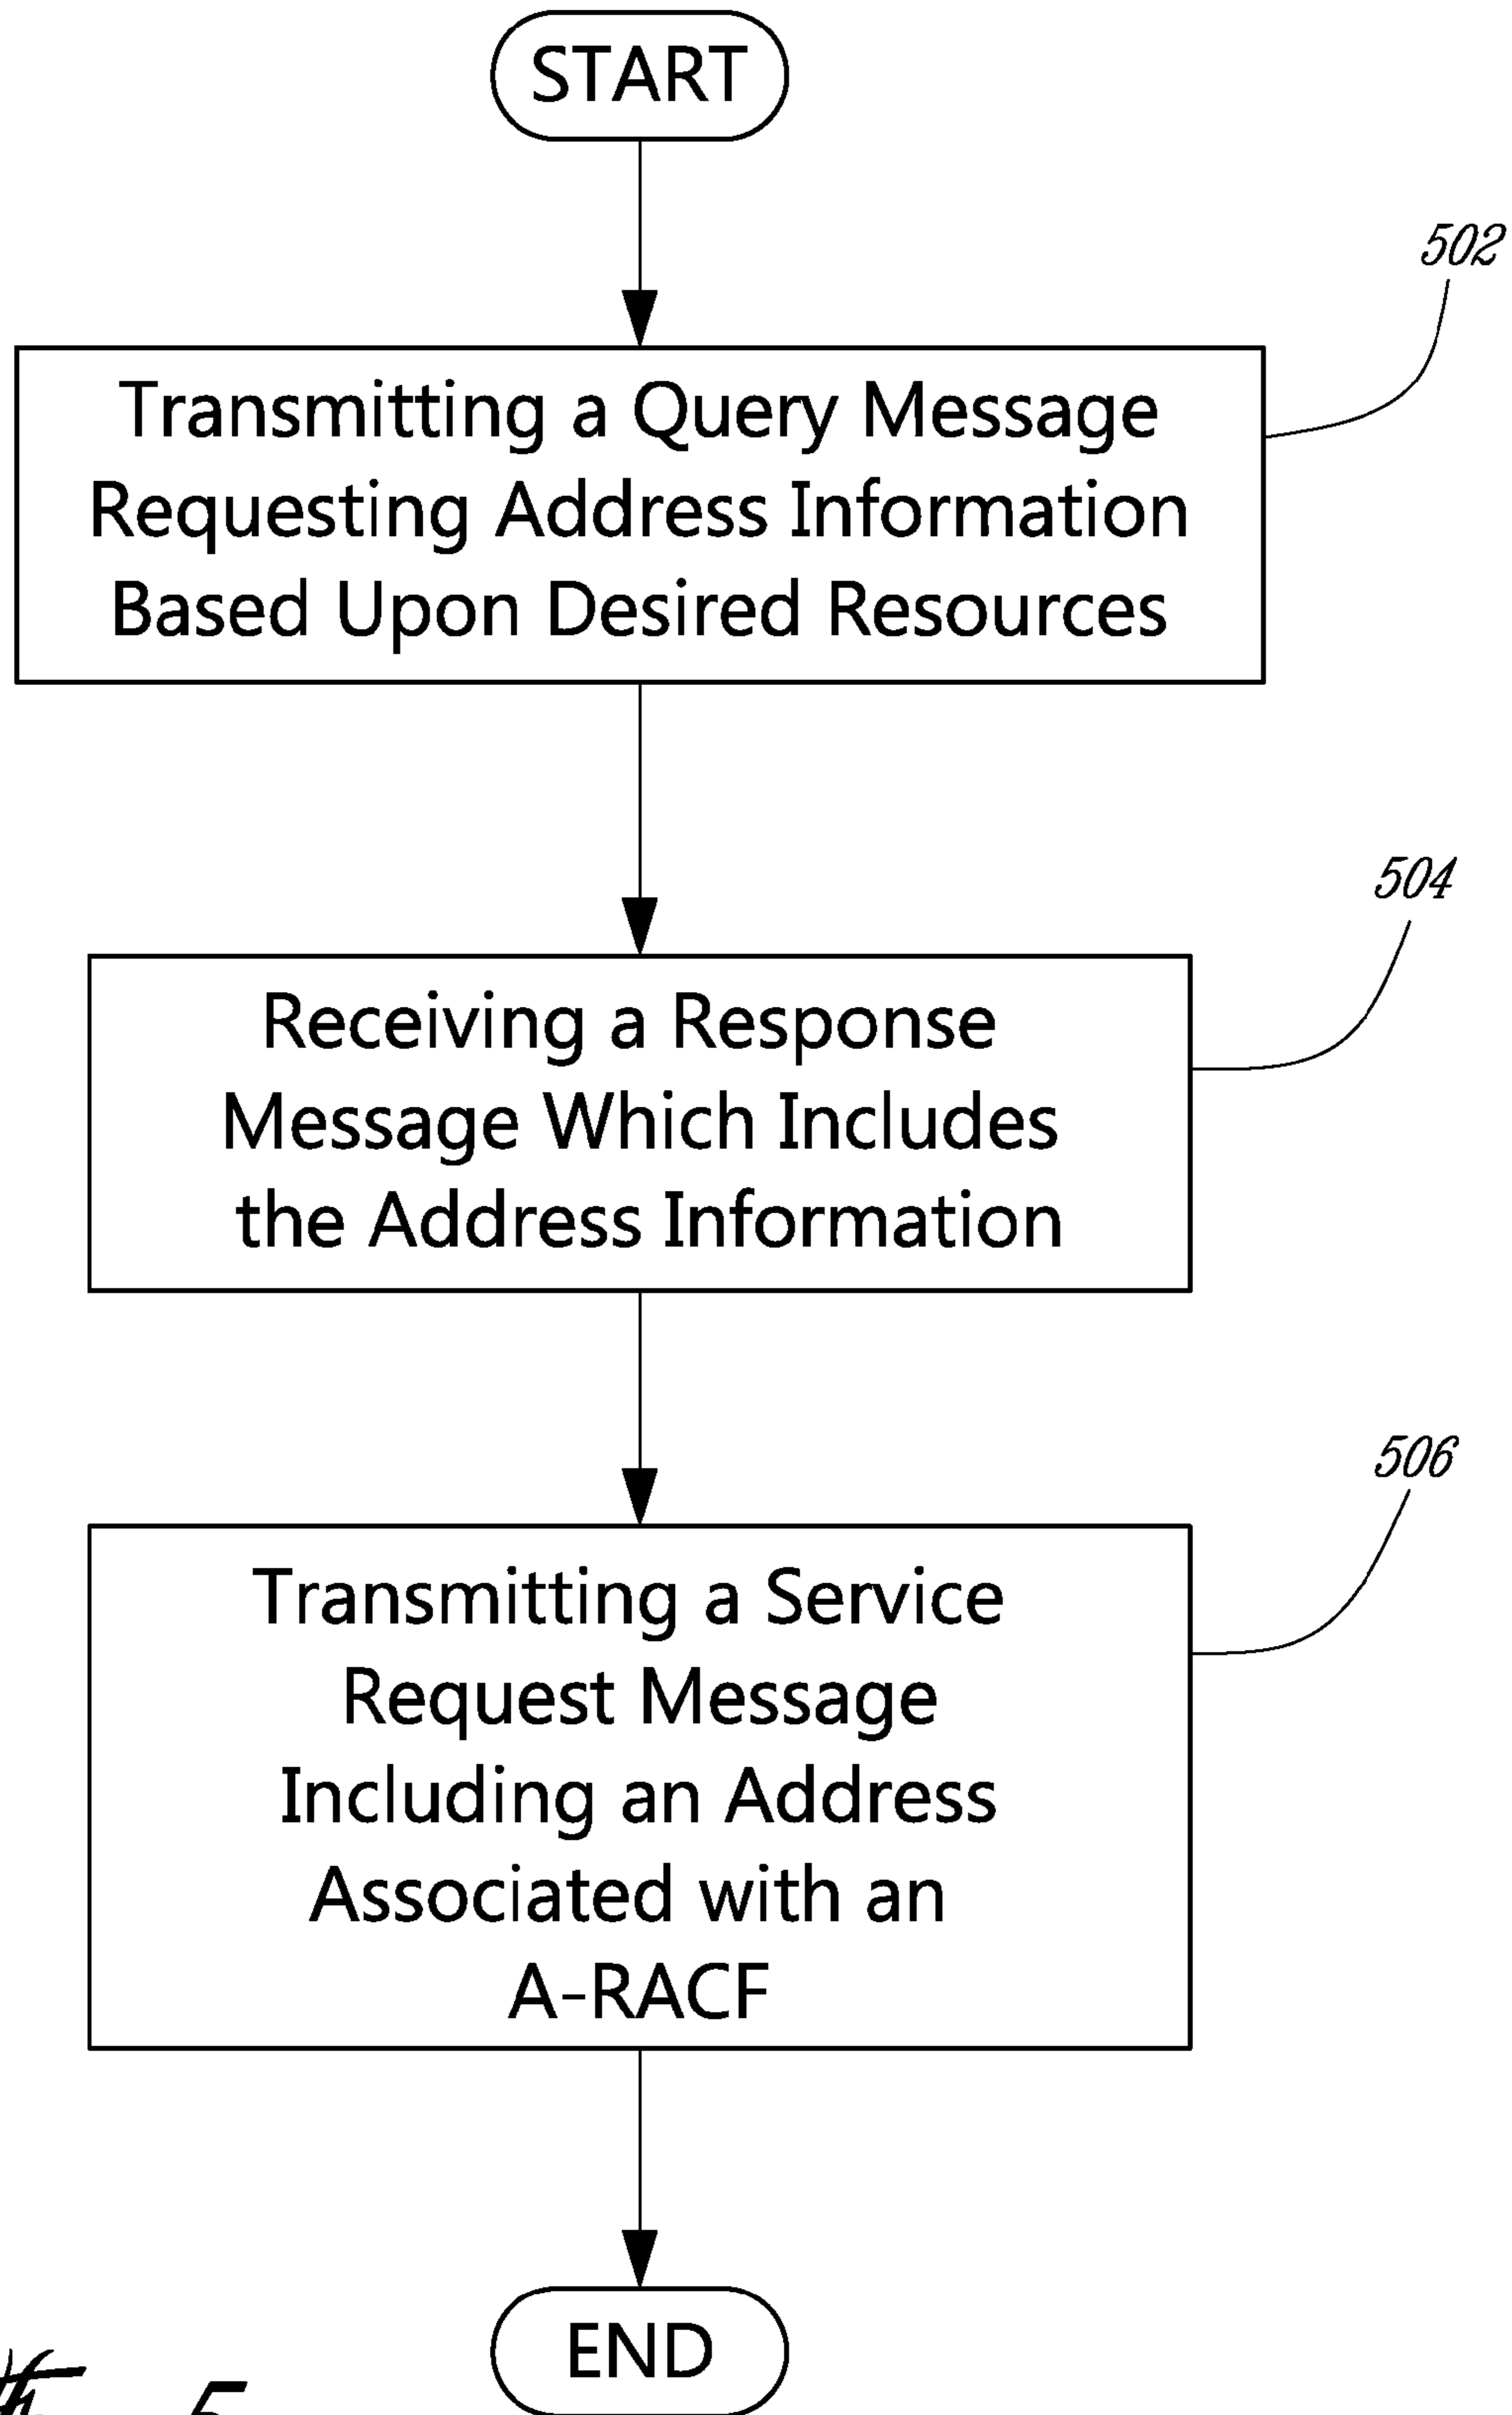 START
502
Transmitting a Query Message
Requesting Address Information
Based Upon Desired Resources
504
Receiving a Response
Message Which Includes
the Address Information
506
Transmitting a Service
Request Message
Including an Address
Associated with an
A-RACF
END
5